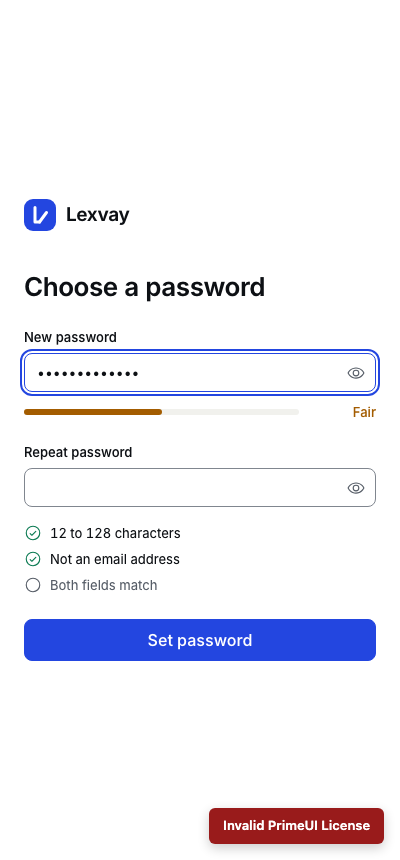 Lexvay
Choose a password
New password
•••••••••••••
Fair
Repeat password
12 to 128 characters
Not an email address
Both fields match
Set password
Invalid PrimeUI License